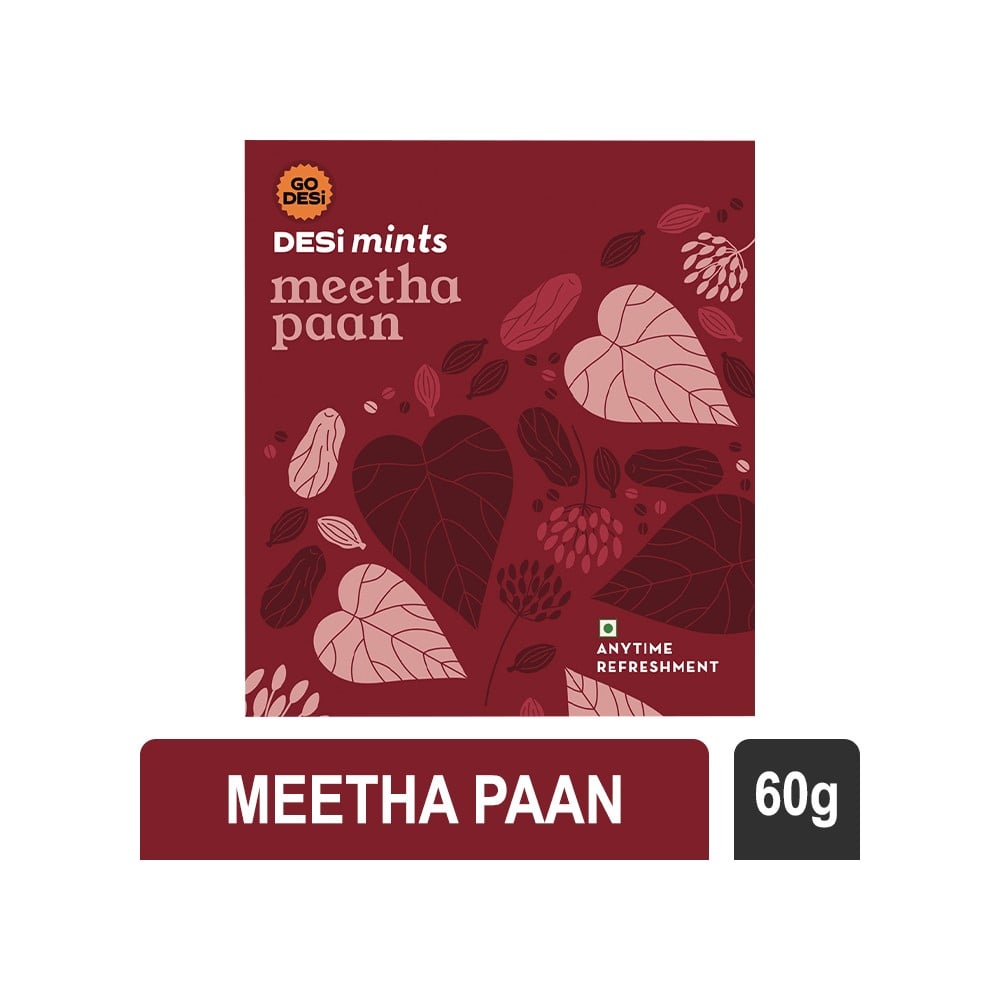 GO
DESi
DESi mints
meetha
paan
ANYTIME
REFRESHMENT
MEETHA PAAN
60g